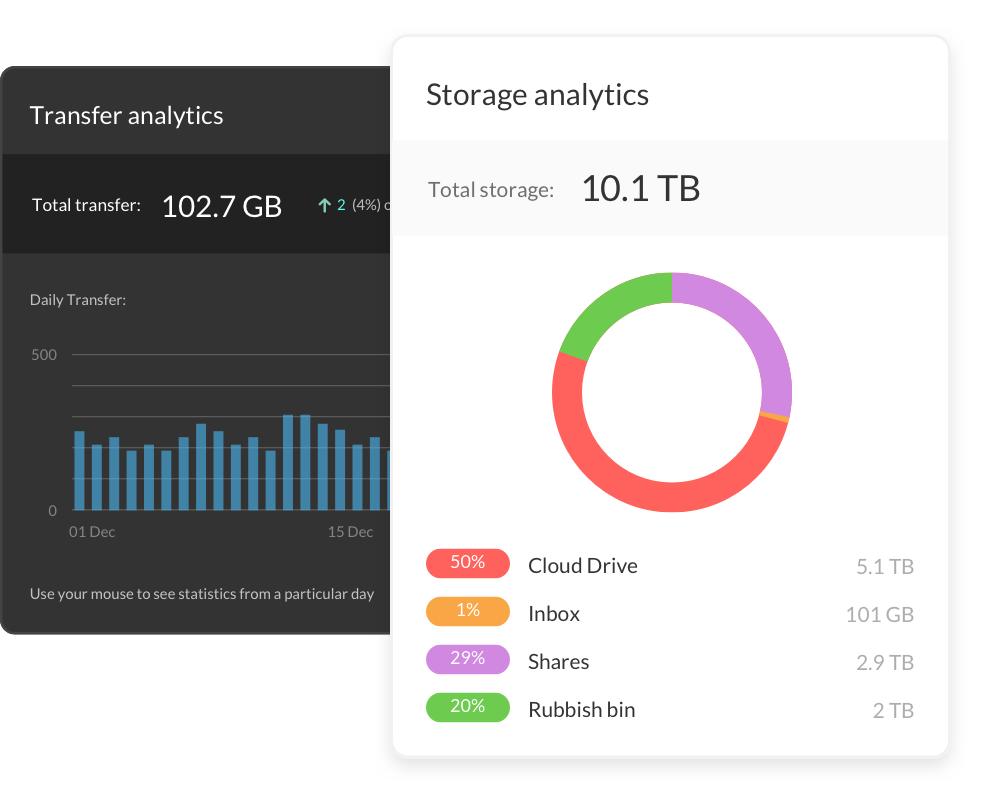 Transfer analytics
Total transfer: 102.7 GB 2 (4%)
Daily Transfer:
500
0
01 Dec 15 Dec
Use your mouse to see statistics from a particular day
Storage analytics
Total storage: 10.1 TB
50% Cloud Drive 5.1 TB
1% Inbox 101 GB
29% Shares 2.9 TB
20% Rubbish bin 2 TB